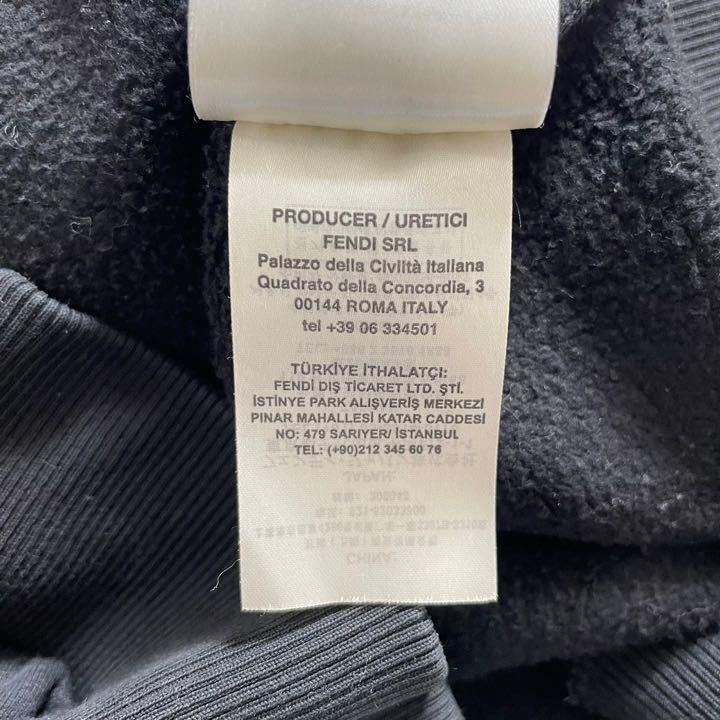 PRODUCER / URETICI
FENDI SRL
Palazzo della Civiltà Italiana
Quadrato della Concordia, 3
00144 ROMA ITALY
tel +39 06 334501
TÜRKİYE İTHALATÇI:
FENDİ DIŞ TİCARET LTD. ŞTİ.
İSTİNYE PARK ALIŞVERİŞ MERKEZİ
PINAR MAHALLESİ KATAR CADDESİ
NO: 479 SARIYER/ İSTANBUL
TEL: (+90)212 345 60 76
JAPAN:
CHINA: